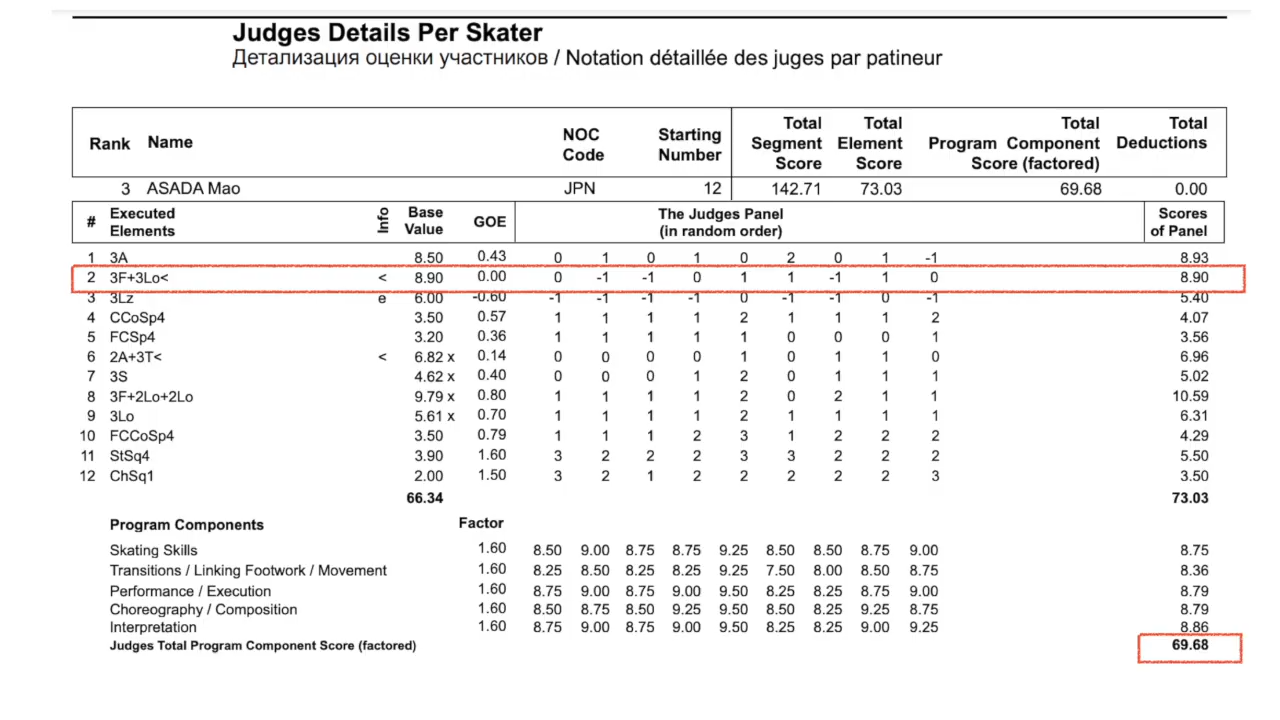 Judges Details Per Skater
Детализация оценки участников / Notation détaillée des juges par patineur
Rank Name NOC Code Starting Number Total Segment Score Total Element Score Total Program Component Score (factored) Total Deductions
3 ASADA Mao JPN 12 142.71 73.03 69.68 0.00
# Executed Elements Info Base Value GOE The Judges Panel (in random order) Scores of Panel
1 3A 8.50 0.43 0 1 0 1 0 2 0 1 -1 8.93
2 3F+3Lo< < 8.90 0.00 0 -1 -1 0 1 1 -1 1 0 8.90
3 3Lz e 6.00 -0.60 -1 -1 -1 -1 0 -1 -1 0 -1 5.40
4 CCoSp4 3.50 0.57 1 1 1 1 2 1 1 1 2 4.07
5 FCSp4 3.20 0.36 1 1 1 1 1 0 0 0 1 3.56
6 2A+3T< < 6.82 x 0.14 0 0 0 0 1 0 1 1 0 6.96
7 3S 4.62 x 0.40 0 0 0 1 2 0 1 1 1 5.02
8 3F+2Lo+2Lo 9.79 x 0.80 1 1 1 1 2 0 2 1 1 10.59
9 3Lo 5.61 x 0.70 1 1 1 1 2 1 1 1 1 6.31
10 FCCoSp4 3.50 0.79 1 1 1 2 3 1 2 2 2 4.29
11 StSq4 3.90 1.60 3 2 2 2 3 3 2 2 2 5.50
12 ChSq1 2.00 1.50 3 2 1 2 2 2 2 2 3 3.50
66.34 73.03
Program Components Factor
Skating Skills 1.60 8.50 9.00 8.75 8.75 9.25 8.50 8.50 8.75 9.00 8.75
Transitions / Linking Footwork / Movement 1.60 8.25 8.50 8.25 8.25 9.25 7.50 8.00 8.50 8.75 8.36
Performance / Execution 1.60 8.75 9.00 8.75 9.00 9.50 8.25 8.25 8.75 9.00 8.79
Choreography / Composition 1.60 8.50 8.75 8.50 9.25 9.50 8.50 8.25 9.25 8.75 8.79
Interpretation 1.60 8.75 9.00 8.75 9.00 9.50 8.25 8.25 9.00 9.25 8.86
Judges Total Program Component Score (factored) 69.68